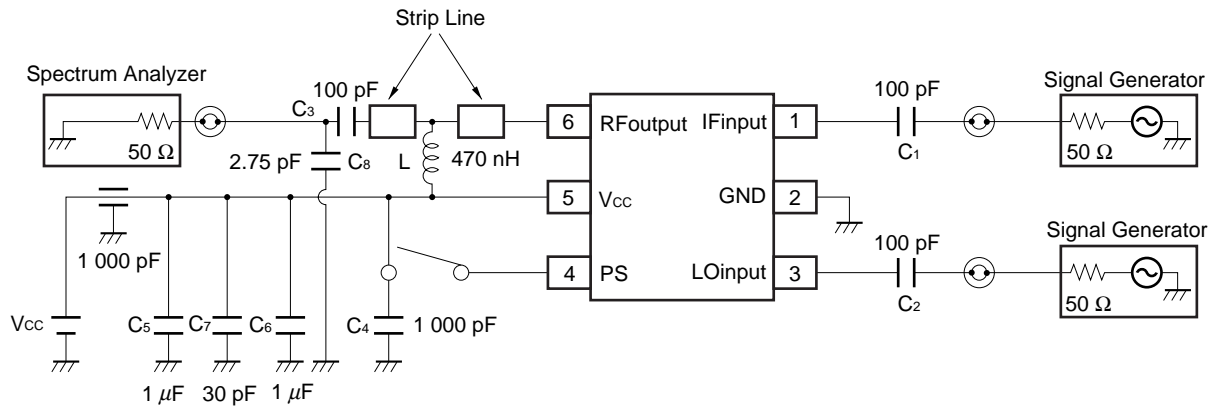 Strip Line
Spectrum Analyzer
Signal Generator
100 pF
100 pF
C3
6
RFoutput
IFinput
1
50 Ω
50 Ω
2.75 pF
C8
L
470 nH
C1
5
VCC
GND
2
Signal Generator
100 pF
1 000 pF
4
PS
LOinput
3
50 Ω
C2
VCC
C5
C7
C6
C4
1 000 pF
1 μF
30 pF
1 μF